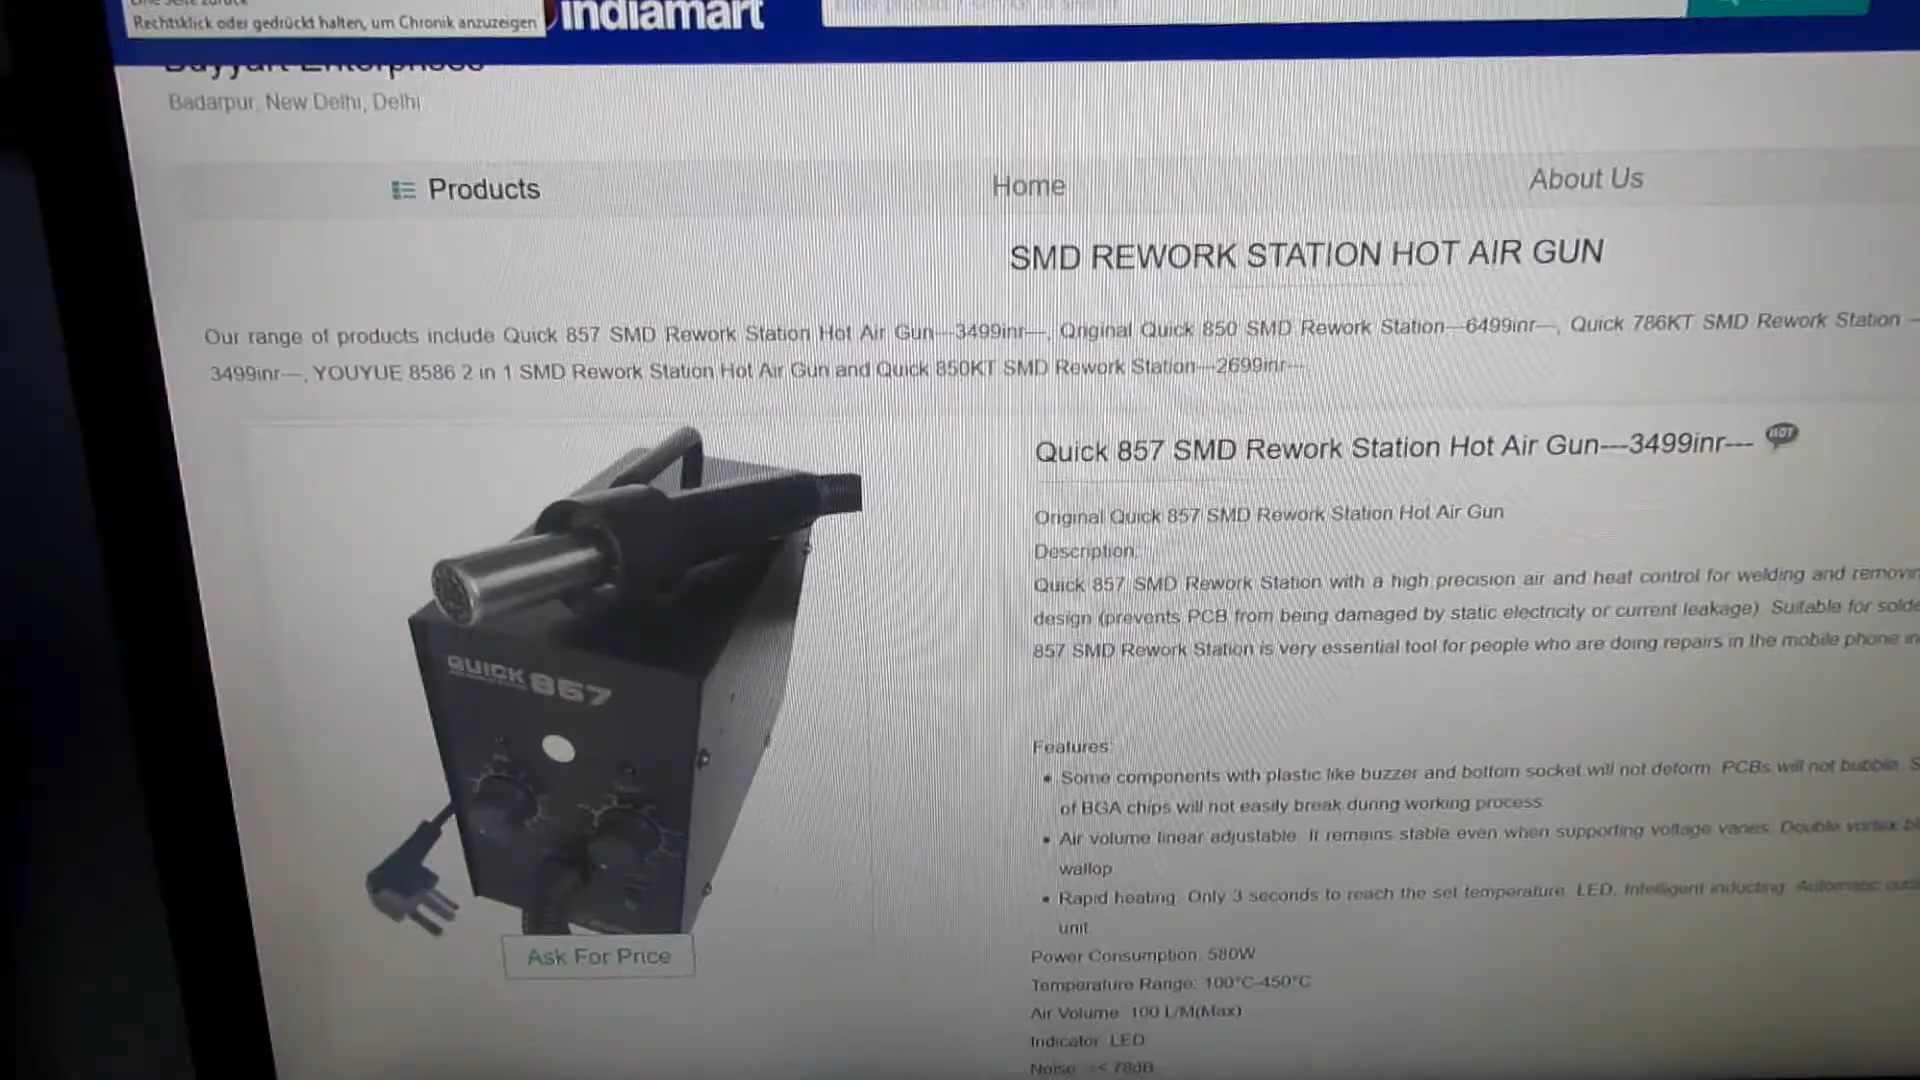 Rechtsklick oder gedrückt halten, um Chronik anzuzeigen
indiamart
Badarpur, New Delhi, Delhi
Products
Home
About Us
SMD REWORK STATION HOT AIR GUN
Our range of products include Quick 857 SMD Rework Station Hot Air Gun---3499inr---, Original Quick 850 SMD Rework Station---6499inr---, Quick 786KT SMD Rework Station
3499inr---, YOUYUE 8586 2 in 1 SMD Rework Station Hot Air Gun and Quick 850KT SMD Rework Station---2699inr---
Quick 857 SMD Rework Station Hot Air Gun---3499inr---
HOT
Original Quick 857 SMD Rework Station Hot Air Gun
Description:
Quick 857 SMD Rework Station with a high precision air and heat control for welding and
design (prevents PCB from being damaged by static electricity or current leakage). Suitable for
857 SMD Rework Station is very essential tool for people who are doing repairs in the mobile phone
QUICK 857
Features:
• Some components with plastic like buzzer and bottom socket will not deform. PCBs will not bubble.
of BGA chips will not easily break during working process
• Air volume linear adjustable. It remains stable even when supporting voltage varies. Double vortex
wallop.
• Rapid heating. Only 3 seconds to reach the set temperature. LED. Intelligent inducting. Automatic
unit.
Ask For Price
Power Consumption: 580W
Temperature Range: 100°C-450°C
Air Volume: 100 L/M(Max)
Indicator: LED
Noise: << 78dB